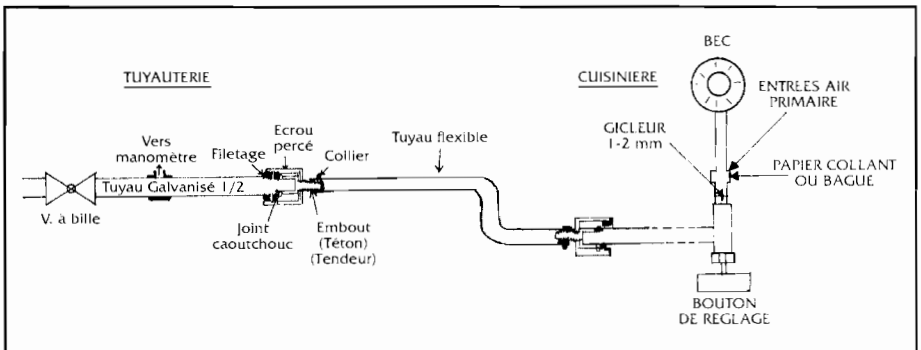 TUYAUTERIE
CUISINIERE
BEC
ENTREES AIR
PRIMAIRE
GICLEUR
1-2 mm
PAPIER COLLANT
OU BAGUE
Vers
manomètre
Filetage
Ecrou
percé
Collier
Tuyau flexible
Tuyau Galvanisé 1/2
V. à bille
Joint
caoutchouc
Embout
(Téton)
(Tendeur)
BOUTON
DE REGLAGE